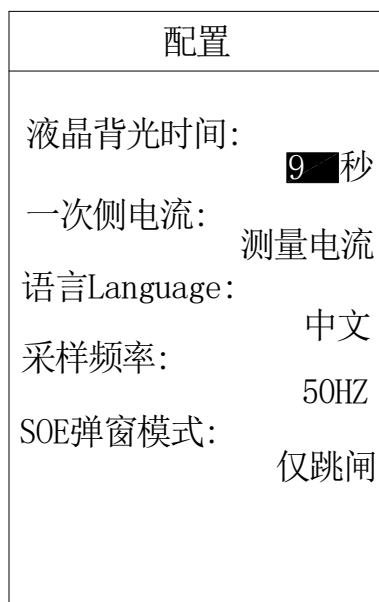 配置
液晶背光时间:
9 秒
一次侧电流:
测量电流
语言Language:
中文
采样频率:
50HZ
SOE弹窗模式:
仅跳闸